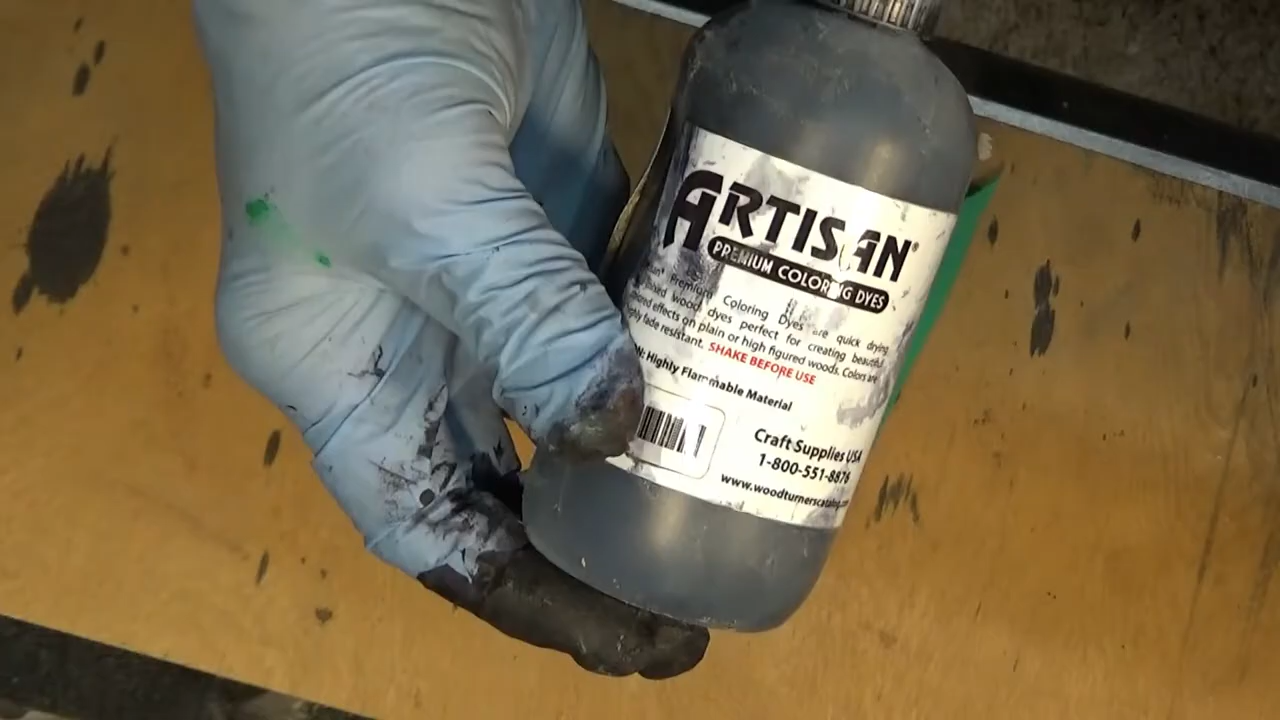 ARTISAN®
PREMIUM COLORING DYES
Premium Coloring Dyes are quick drying
wood dyes perfect for creating beautiful
effects on plain or high figured woods. Colors are
fade resistant. SHAKE BEFORE USE
Highly Flammable Material
Craft Supplies USA
1-800-551-8876
www.woodturnerscatalog.com